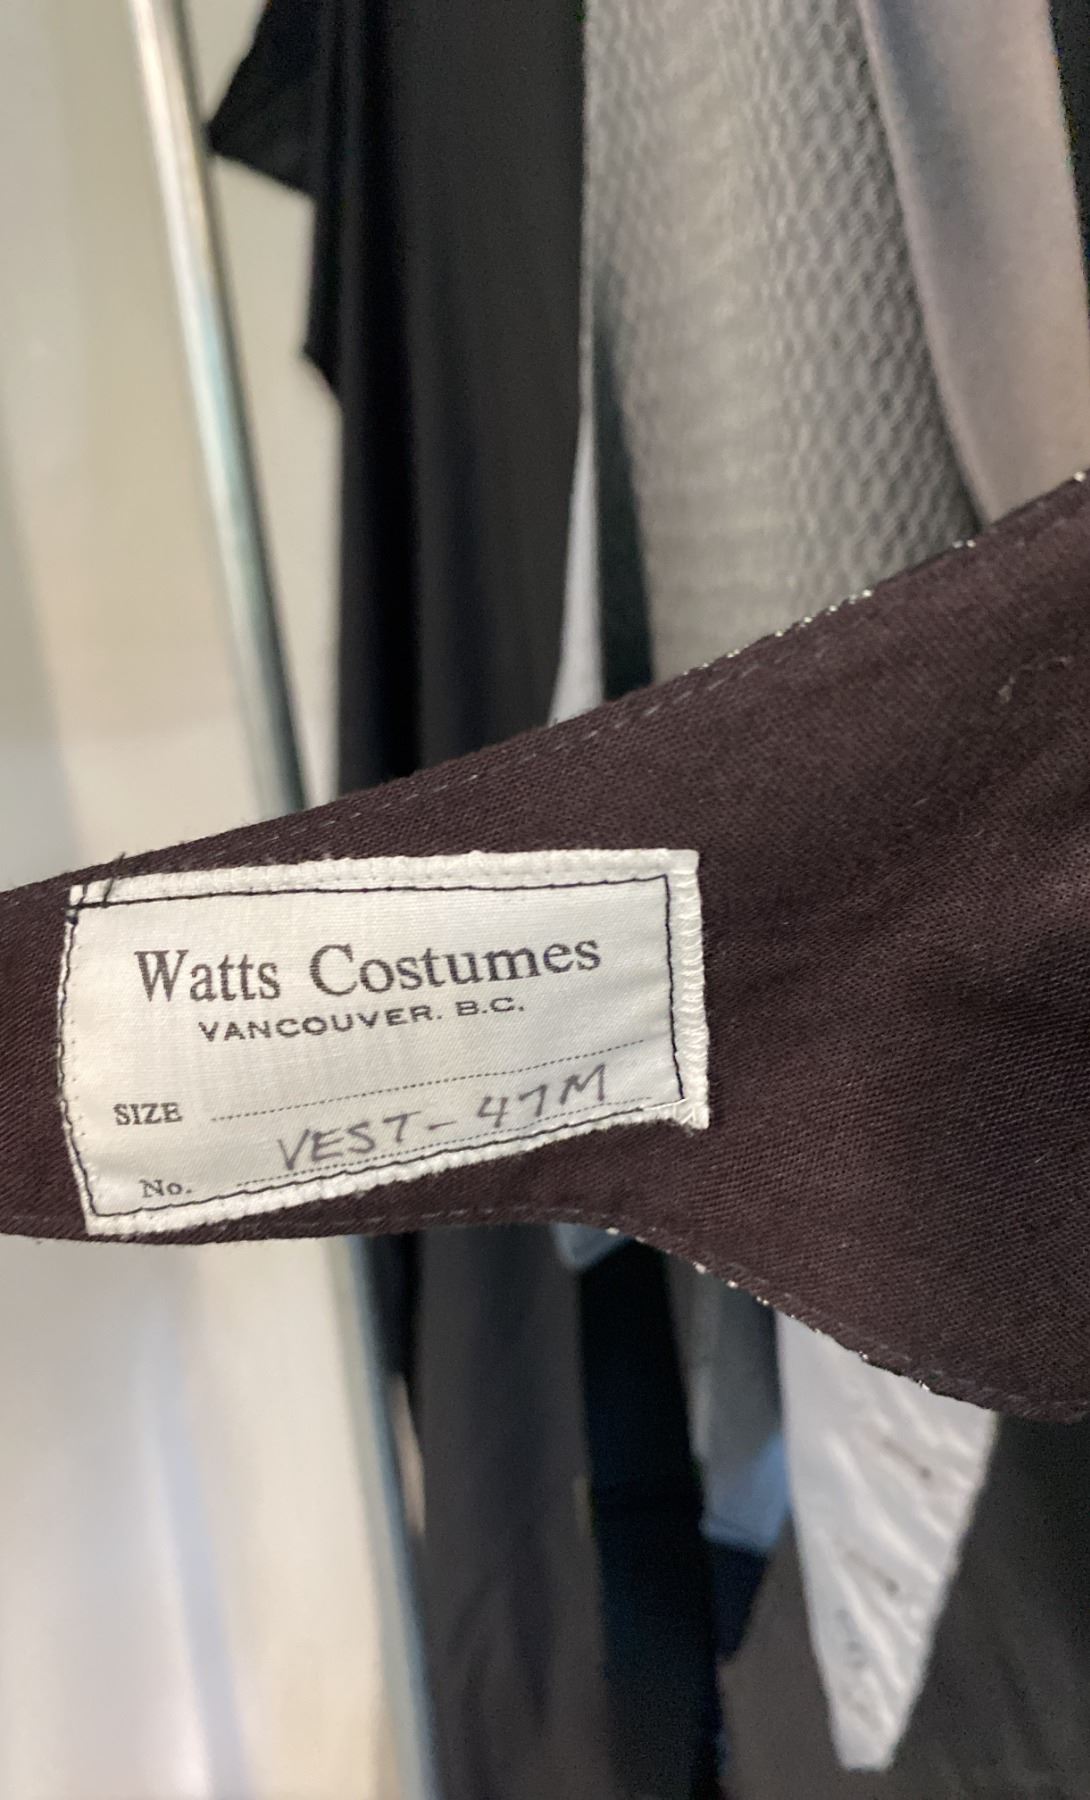 Watts Costumes
VANCOUVER. B.C.
SIZE
No. VEST - 47M